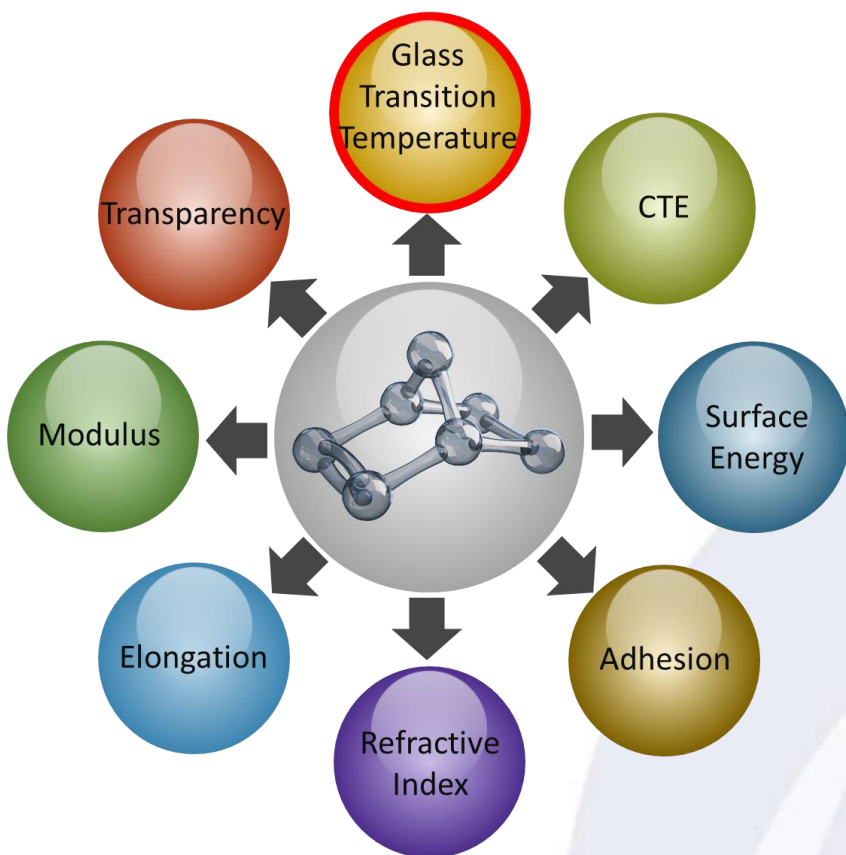 Glass
Transition
Temperature
CTE
Surface
Energy
Adhesion
Refractive
Index
Elongation
Modulus
Transparency